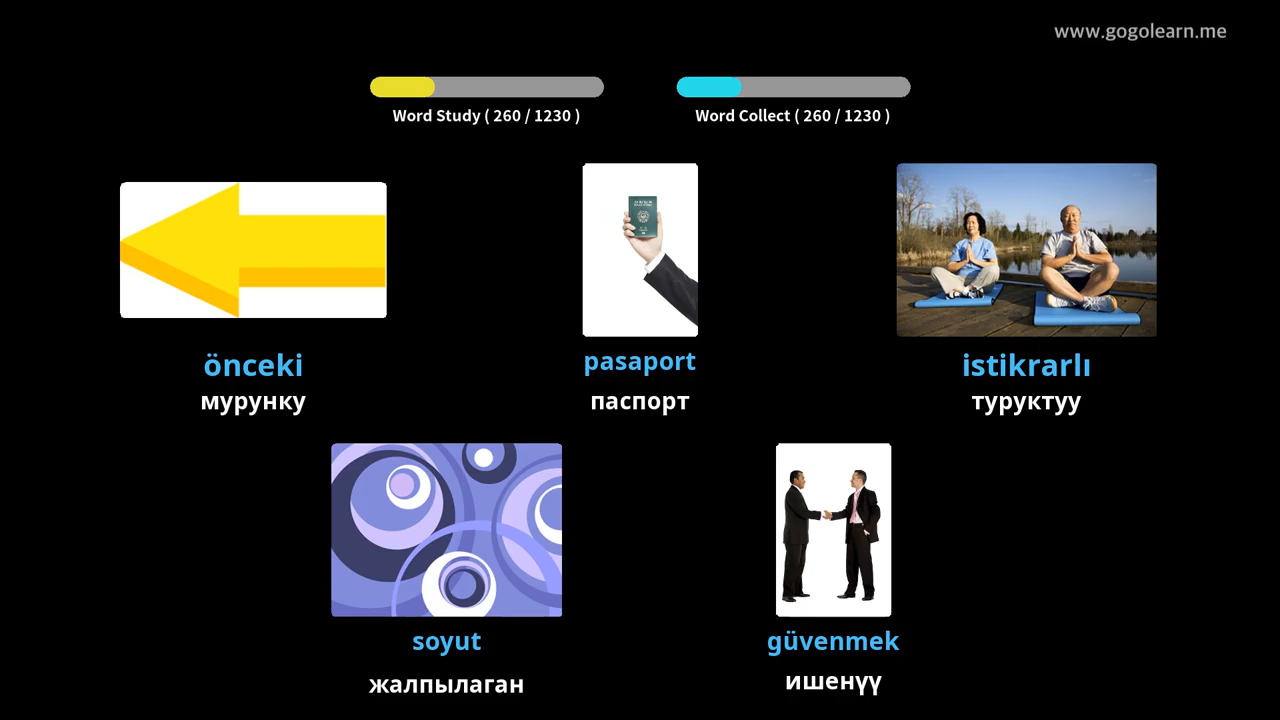 www.gogolearn.me
Word Study ( 260 / 1230 )
Word Collect ( 260 / 1230 )
önceki
мурунку
pasaport
паспорт
istikrarlı
туруктуу
soyut
жалпылаган
güvenmek
ишенүү